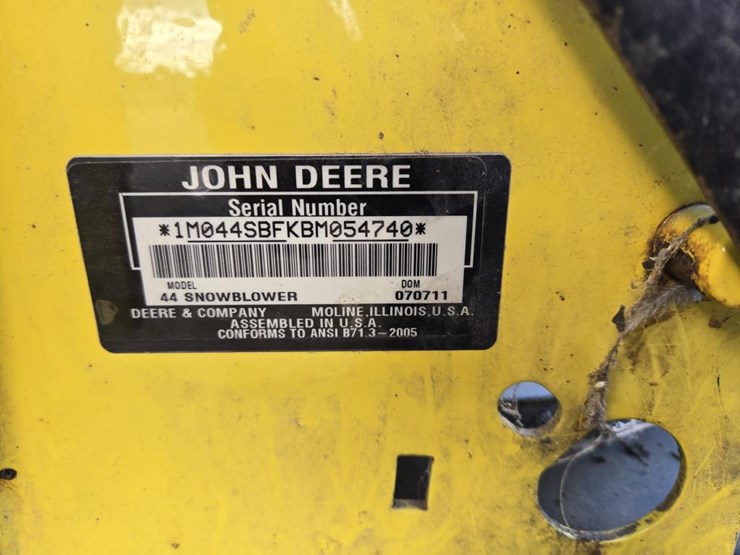 JOHN DEERE
Serial Number
*1M044SBFKBM054740*
MODEL DOM
44 SNOWBLOWER 070711
DEERE & COMPANY MOLINE, ILLINOIS, U.S.A.
ASSEMBLED IN U.S.A.
CONFORMS TO ANSI B71.3-2005